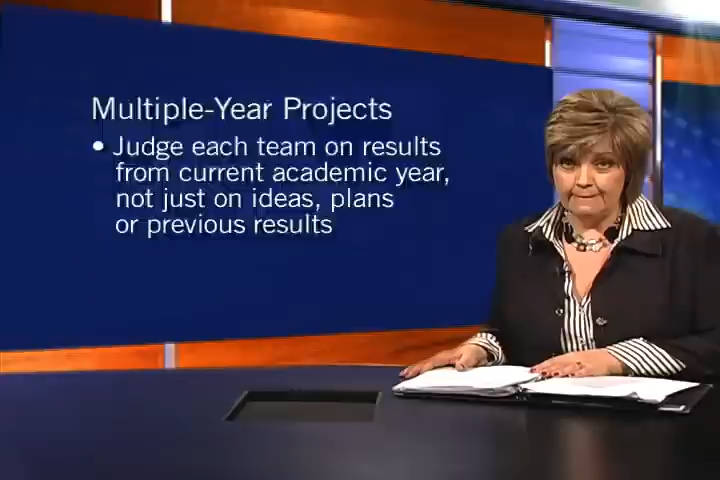 Multiple-Year Projects
• Judge each team on results
from current academic year,
not just on ideas, plans
or previous results